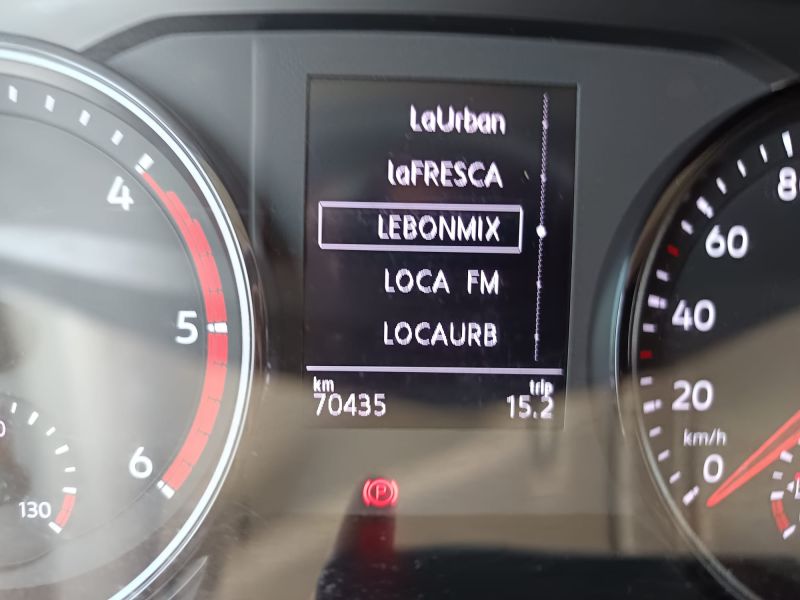 LaUrban
laFRESCA
LEBONMIX
LOCA FM
LOCAURB
km
trip
70435
15.2
4
5
6
130
80
60
40
20
0
km/h
P